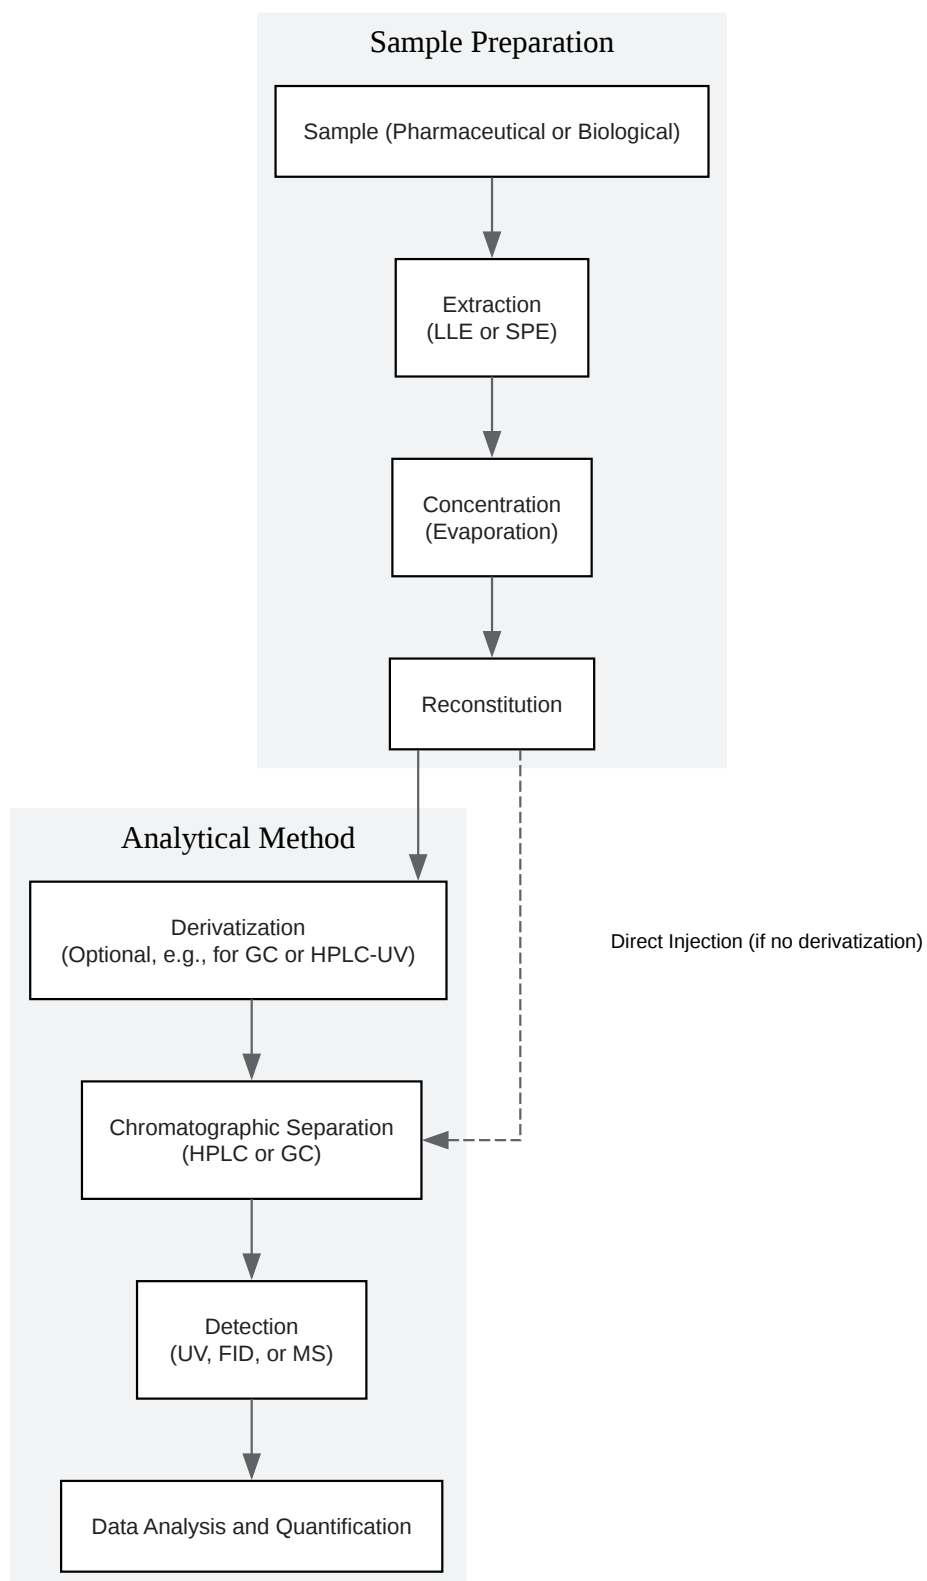 Sample Preparation
Sample (Pharmaceutical or Biological)
Extraction
(LLE or SPE)
Concentration
(Evaporation)
Reconstitution
Analytical Method
Derivatization
(Optional, e.g., for GC or HPLC-UV)
Direct Injection (if no derivatization)
Chromatographic Separation
(HPLC or GC)
Detection
(UV, FID, or MS)
Data Analysis and Quantification